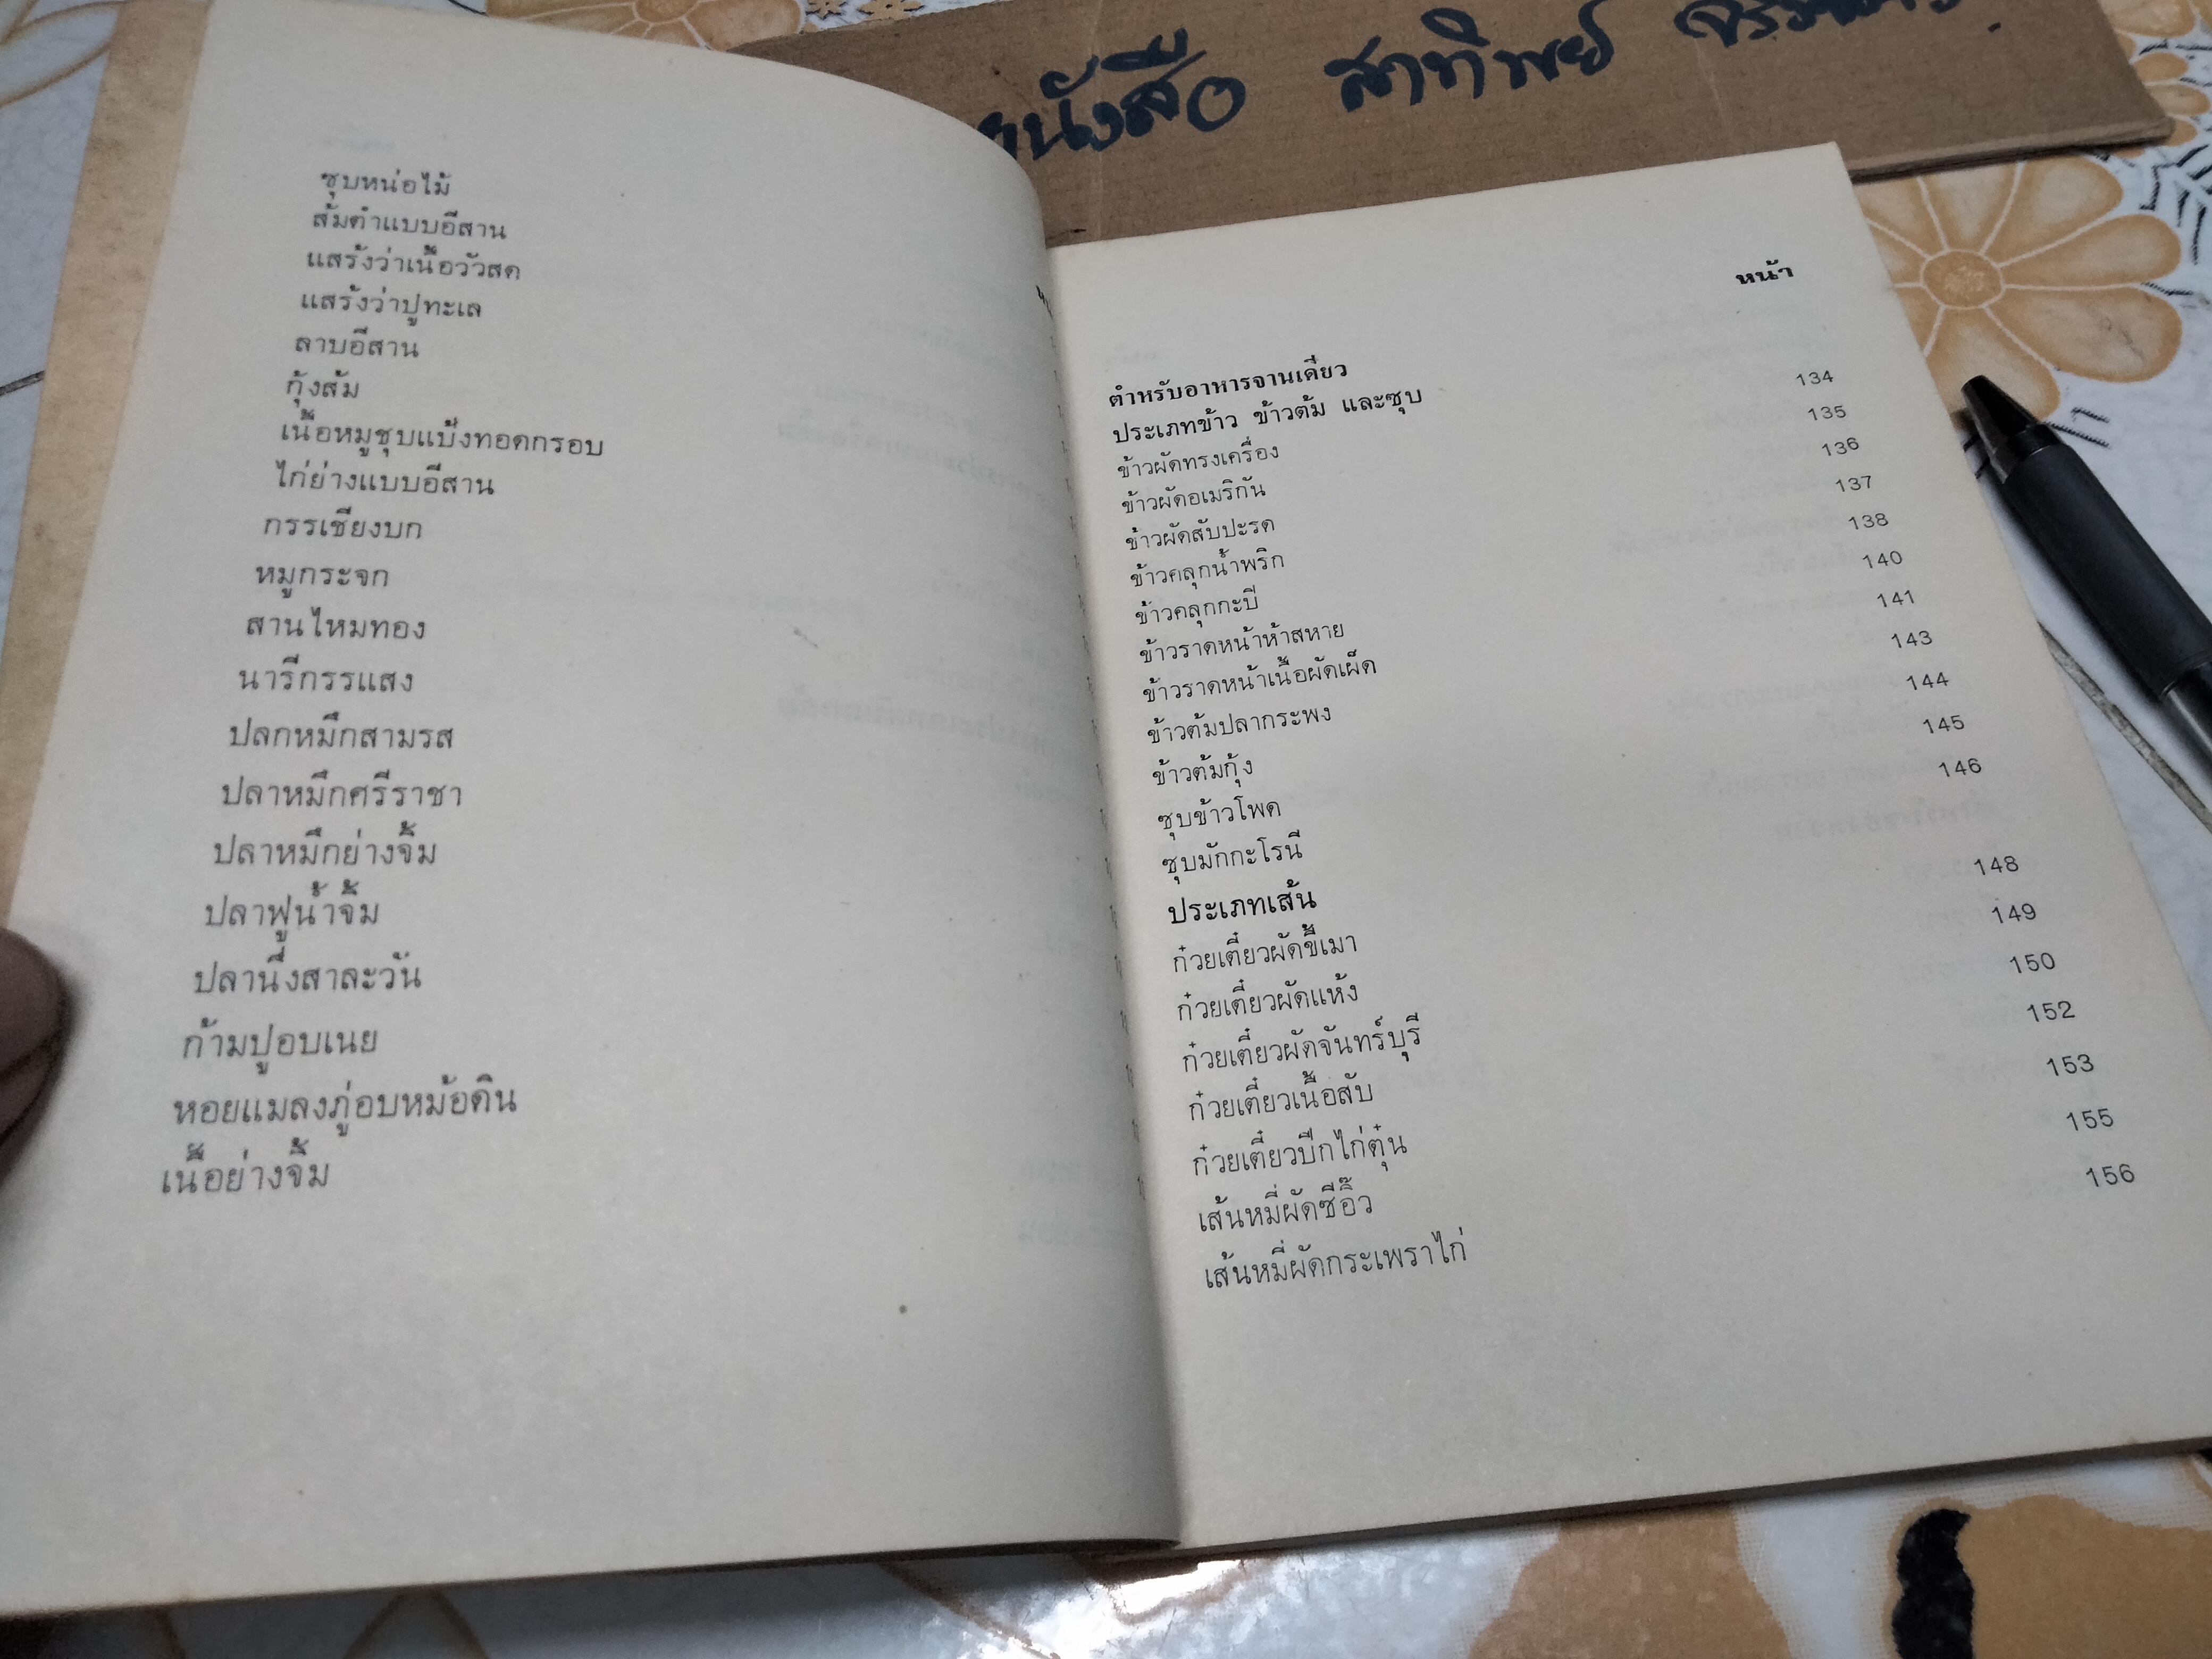 หนังสือ สาทิพย์
ซุบหน่อไม้
ส้มตำแบบอีสาน
แสร้งว่าเนื้อวัวสด
แสร้งว่าปูทะเล
ลาบอีสาน
กุ้งส้ม
เนื้อหมูชุบแป้งทอดกรอบ
ไก่ย่างแบบอีสาน
กรรเชียงบก
หมูกระจก
สานไหมทอง
นารีกรรแสง
ปลกหมึกสามรส
ปลาหมึกศรีราชา
ปลาหมึกย่างจิ้ม
ปลาฟูน้ำจิ้ม
ปลานึ่งสาละวัน
ก้ามปูอบเนย
หอยแมลงภู่อบหม้อดิน
เนื้อย่างจิ้ม
หน้า
ตำหรับอาหารจานเดียว
ประเภทข้าว ข้าวต้ม และซุบ
ข้าวผัดทรงเครื่อง 134
ข้าวผัดอเมริกัน 135
ข้าวผัดสับปะรด 136
ข้าวคลุกน้ำพริก 137
ข้าวคลุกกะปี 138
ข้าวราดหน้าห้าสหาย 140
ข้าวราดหน้าเนื้อผัดเผ็ด 141
ข้าวต้มปลากระพง 143
ข้าวต้มกุ้ง 144
ซุบข้าวโพด 145
ซุบมักกะโรนี 146
ประเภทเส้น
ก๋วยเตี๋ยวผัดขี้เมา 148
ก๋วยเตี๋ยวผัดแห้ง 149
ก๋วยเตี๋ยวผัดจันทร์บุรี 150
ก๋วยเตี๋ยวเนื้อสับ 152
ก๋วยเตี๋ยวปีกไก่ตุ๋น 153
เส้นหมี่ผัดซีอิ๊ว 155
เส้นหมี่ผัดกระเพราไก่ 156